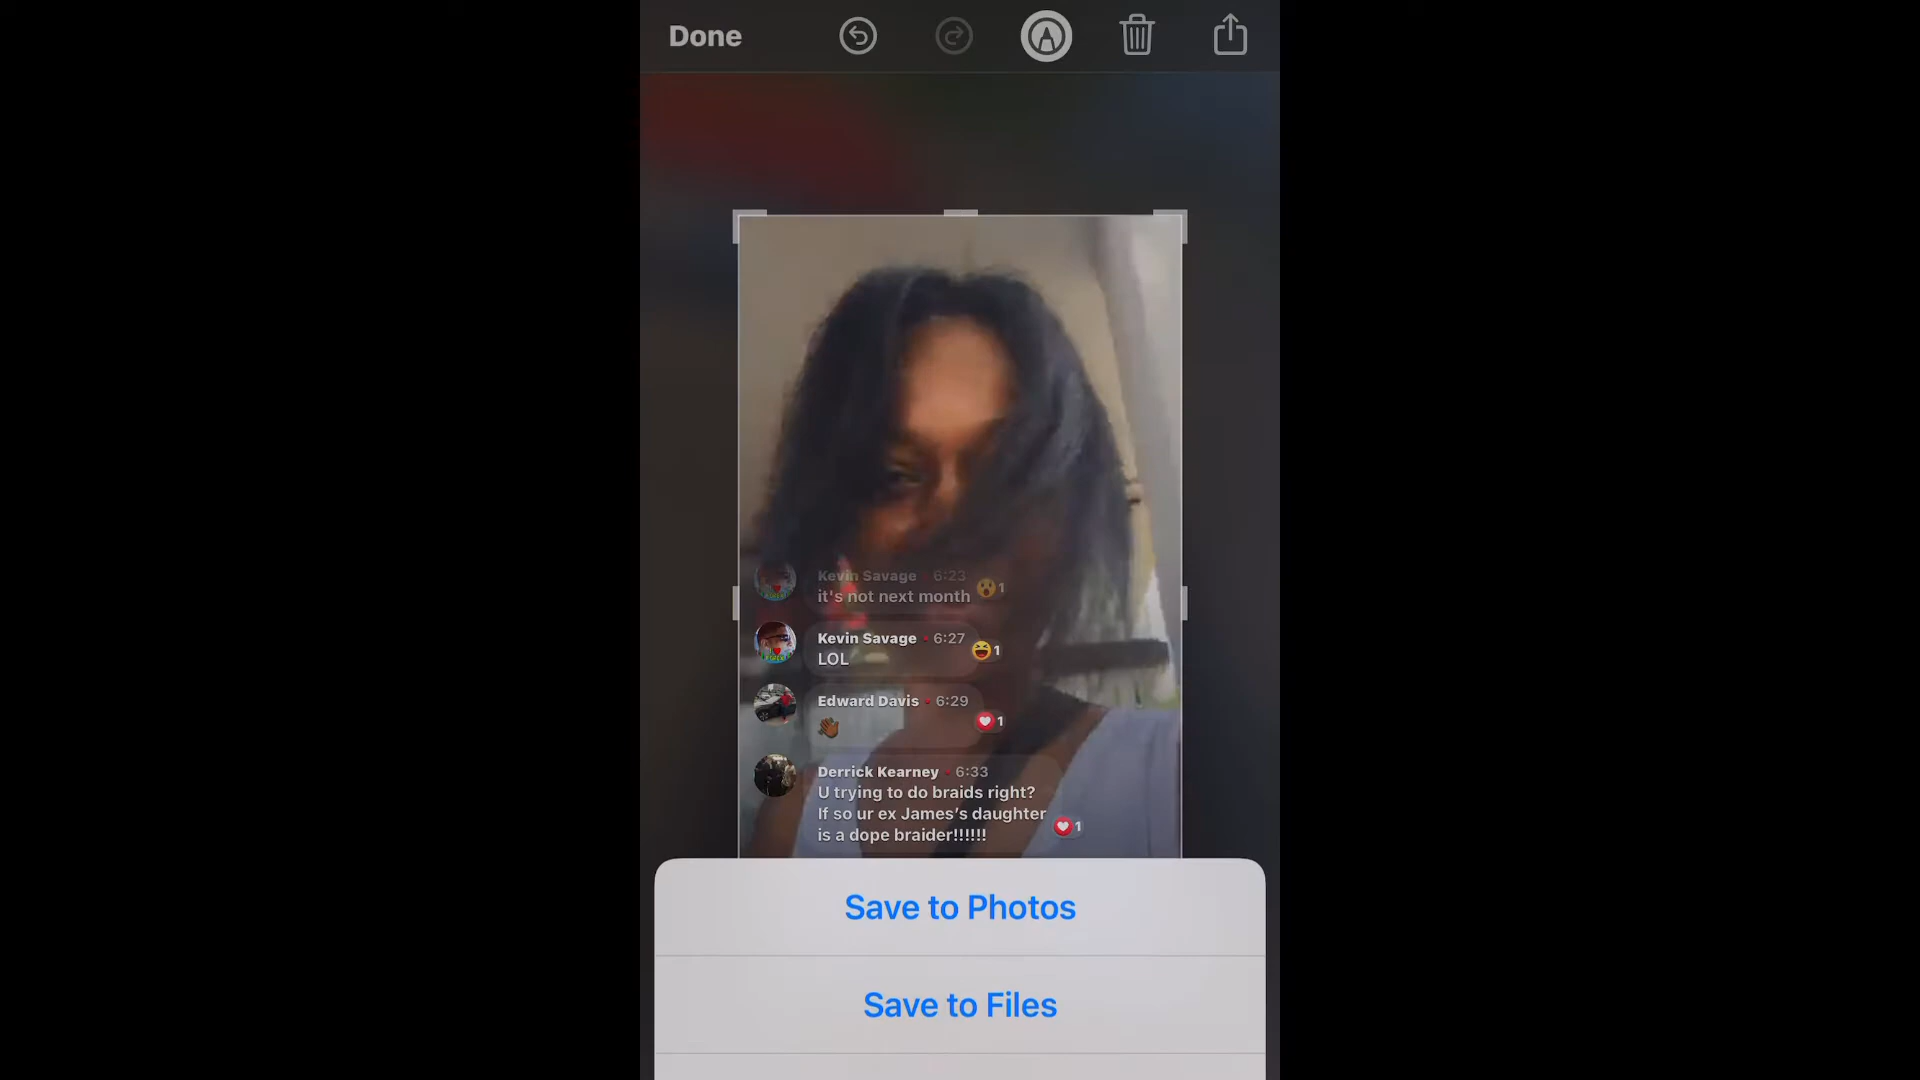 Done
Kevin Savage • 6:23
it's not next month
1
Kevin Savage • 6:27
LOL
1
Edward Davis • 6:29
1
Derrick Kearney • 6:33
U trying to do braids right?
If so ur ex James’s daughter
is a dope braider!!!!!!
1
Save to Photos
Save to Files